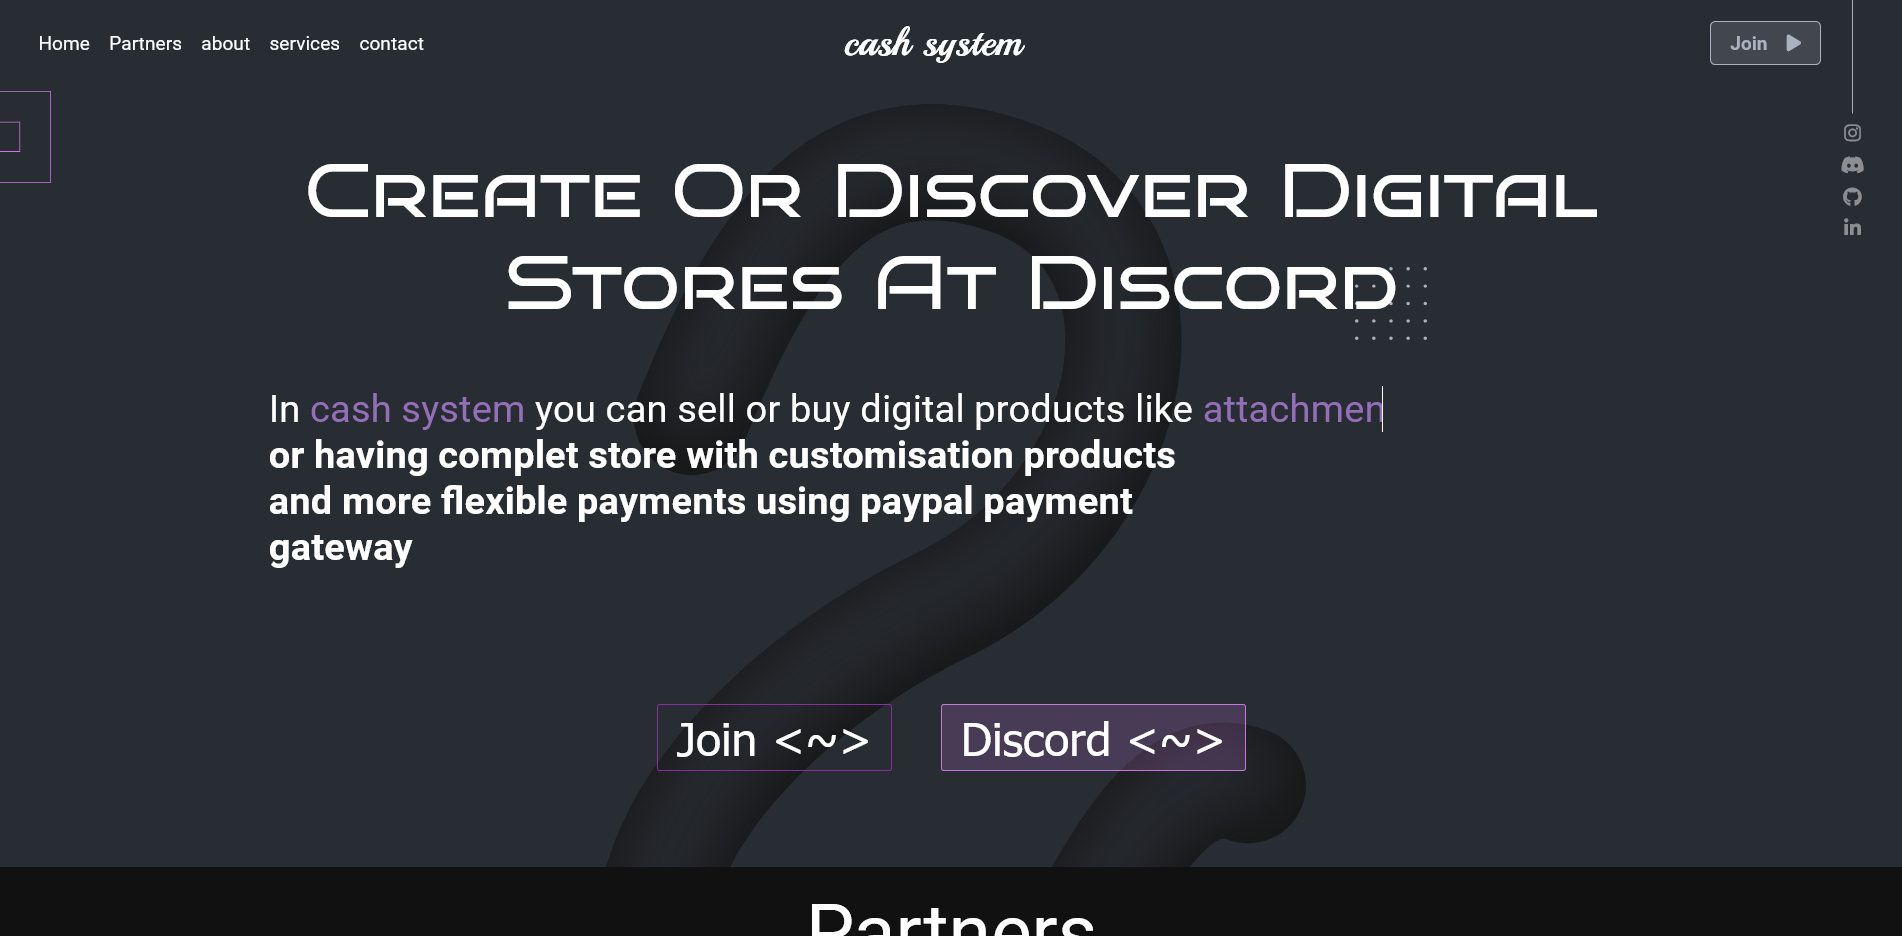 Home Partners about services contact
cash system
Join
Create Or Discover Digital
Stores At Discord
In cash system you can sell or buy digital products like attachmen
or having complet store with customisation products
and more flexible payments using paypal payment
gateway
Join <~>
Discord <~>
Partners